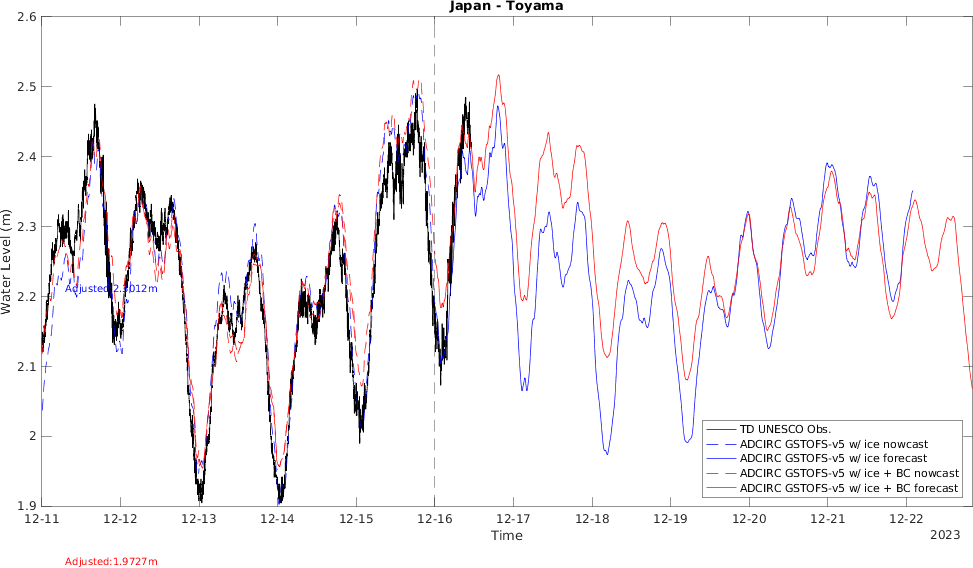 Japan - Toyama
2.6
2.5
2.4
2.3
2.2
2.1
2
1.9
Water Level (m)
Adjusted:2.3012m
TD UNESCO Obs.
ADCIRC GSTOFS-v5 w/ ice nowcast
ADCIRC GSTOFS-v5 w/ ice forecast
ADCIRC GSTOFS-v5 w/ ice + BC nowcast
ADCIRC GSTOFS-v5 w/ ice + BC forecast
12-11 12-12 12-13 12-14 12-15 12-16 12-17 12-18 12-19 12-20 12-21 12-22
Time
2023
Adjusted:1.9727m